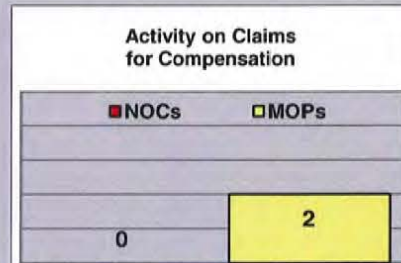 Activity on Claims
for Compensation
NOCs MOPs
2
0